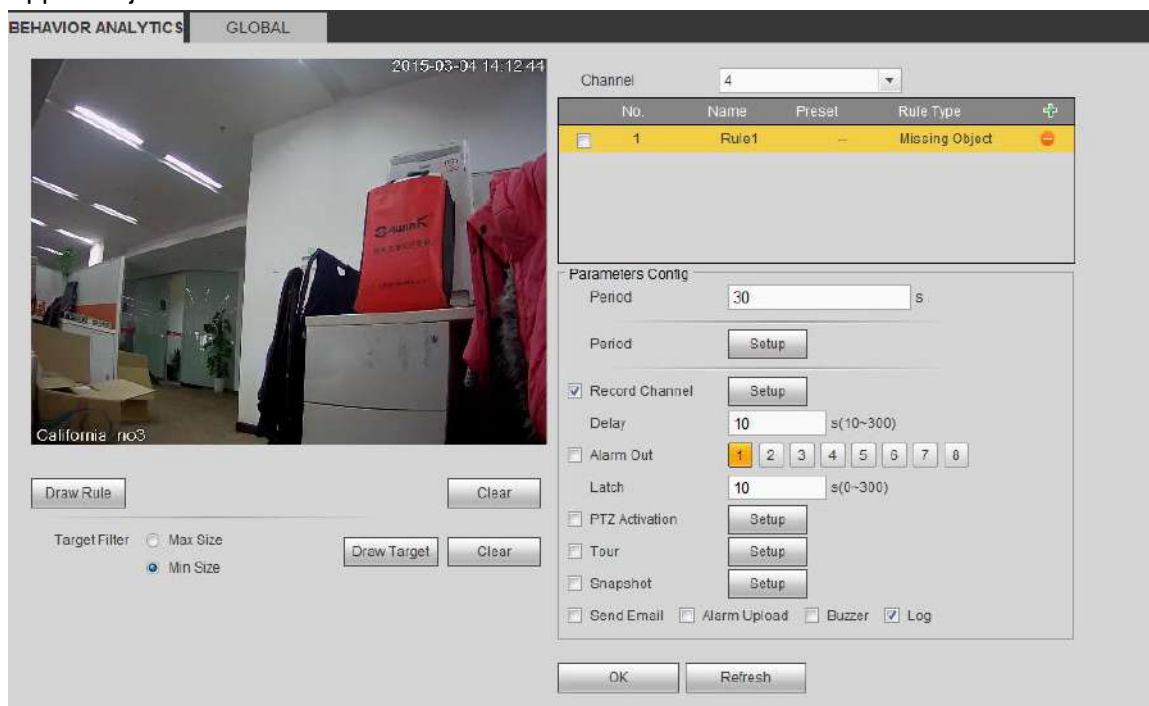 BEHAVIOR ANALYTICS GLOBAL
2015-03-04 14:12:44
California no3
Draw Rule Clear
Target Filter Max Size
Min Size
Draw Target Clear
Channel 4
No. Name Preset Rule Type
1 Rule1 -- Missing Object
Parameters Config
Period 30 s
Period Setup
Record Channel Setup
Delay 10 s(10~300)
Alarm Out 1 2 3 4 5 6 7 8
Latch 10 s(0~300)
PTZ Activation Setup
Tour Setup
Snapshot Setup
Send Email Alarm Upload Buzzer Log
OK Refresh